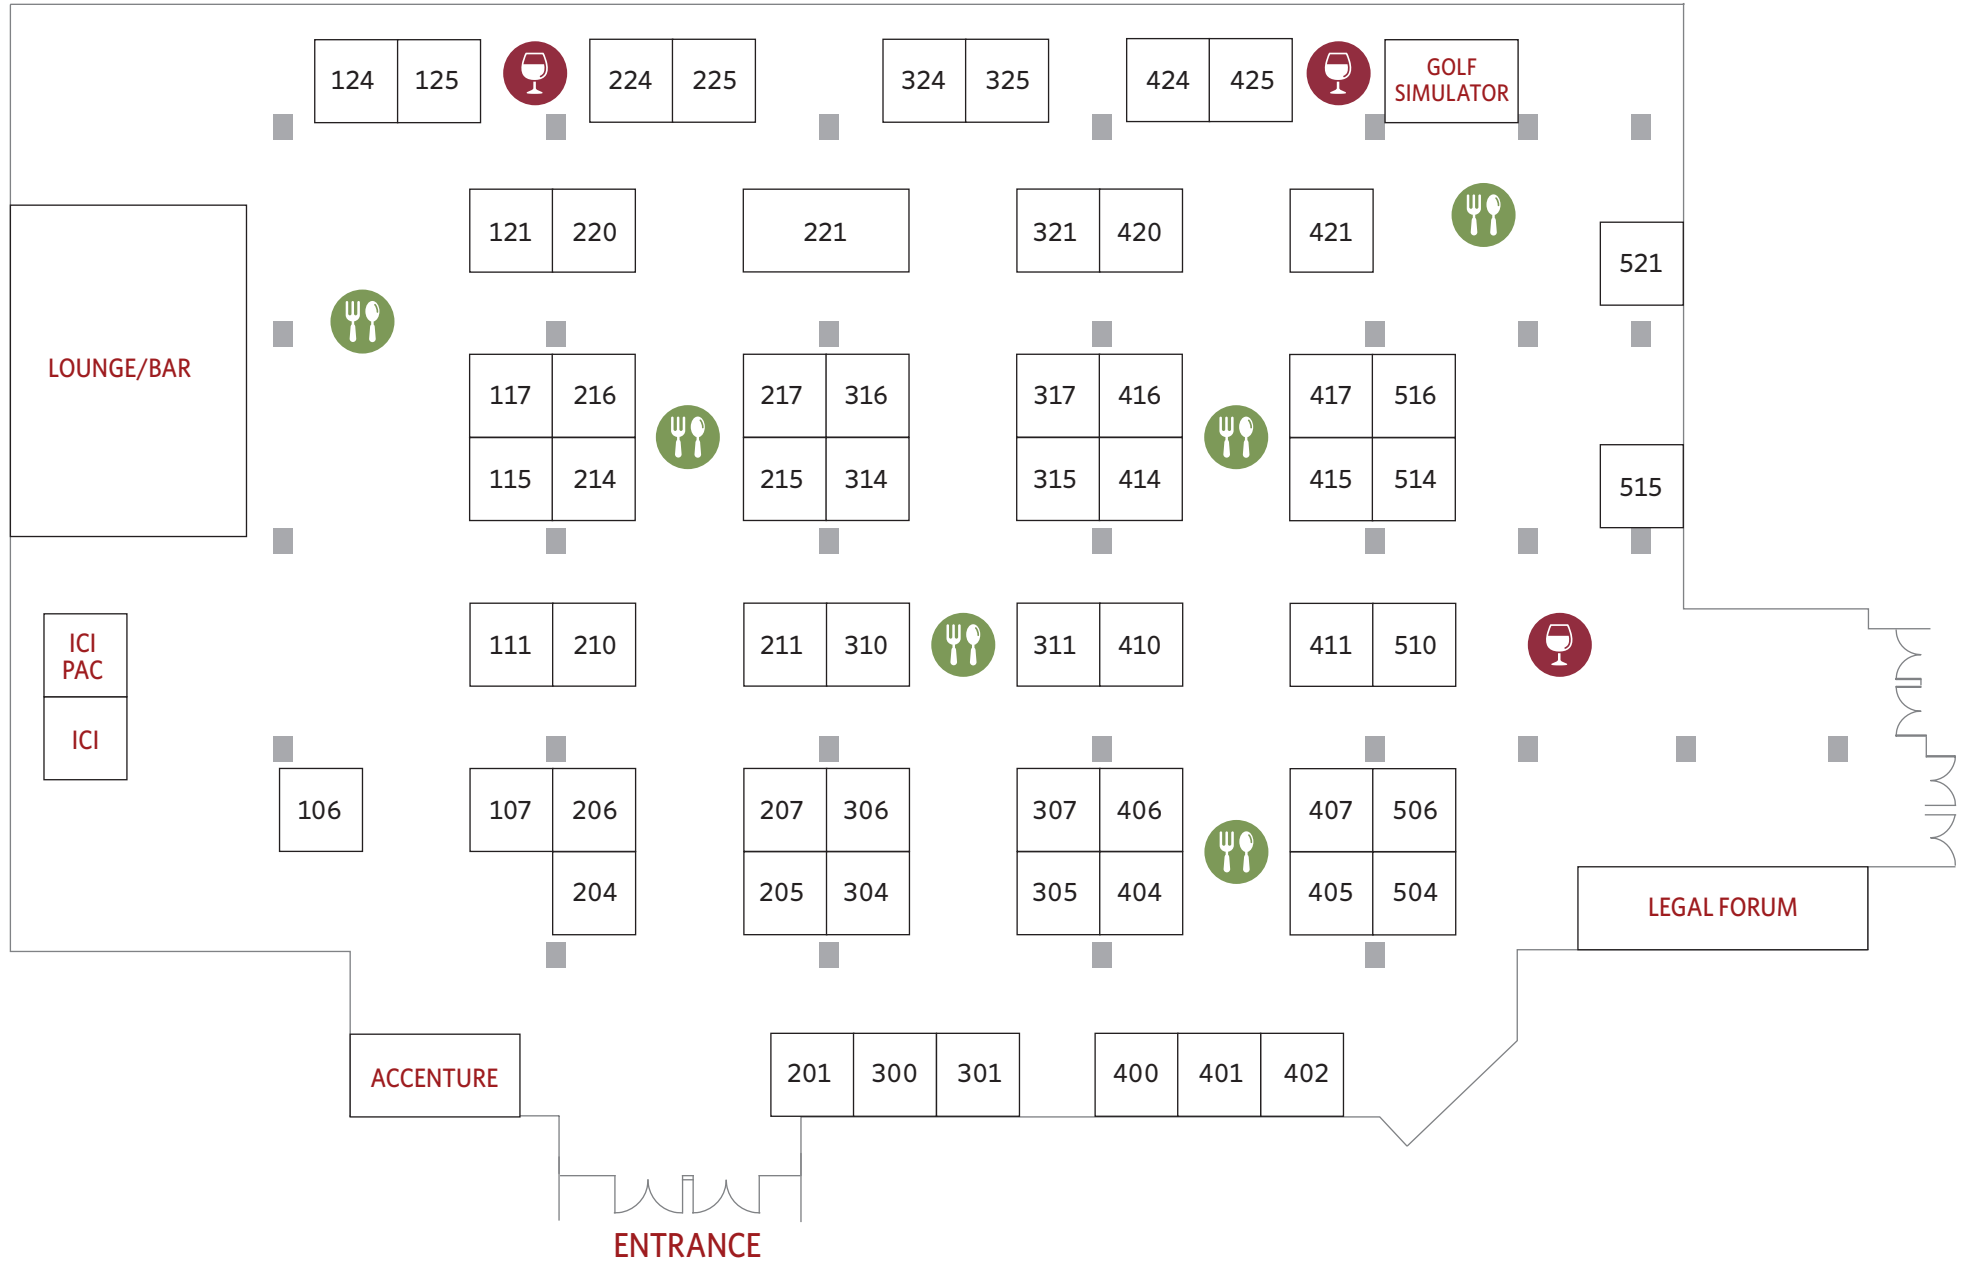 124 125 224 225 324 325 424 425 GOLF
SIMULATOR
121 220 221 321 420 421
521
LOUNGE/BAR
117 216 217 316 317 416 417 516
115 214 215 314 315 414 415 514
515
ICI
PAC
111 210 211 310 311 410 411 510
ICI
106 107 206 207 306 307 406 407 506
204 205 304 305 404 405 504
LEGAL FORUM
ACCENTURE
201 300 301 400 401 402
ENTRANCE